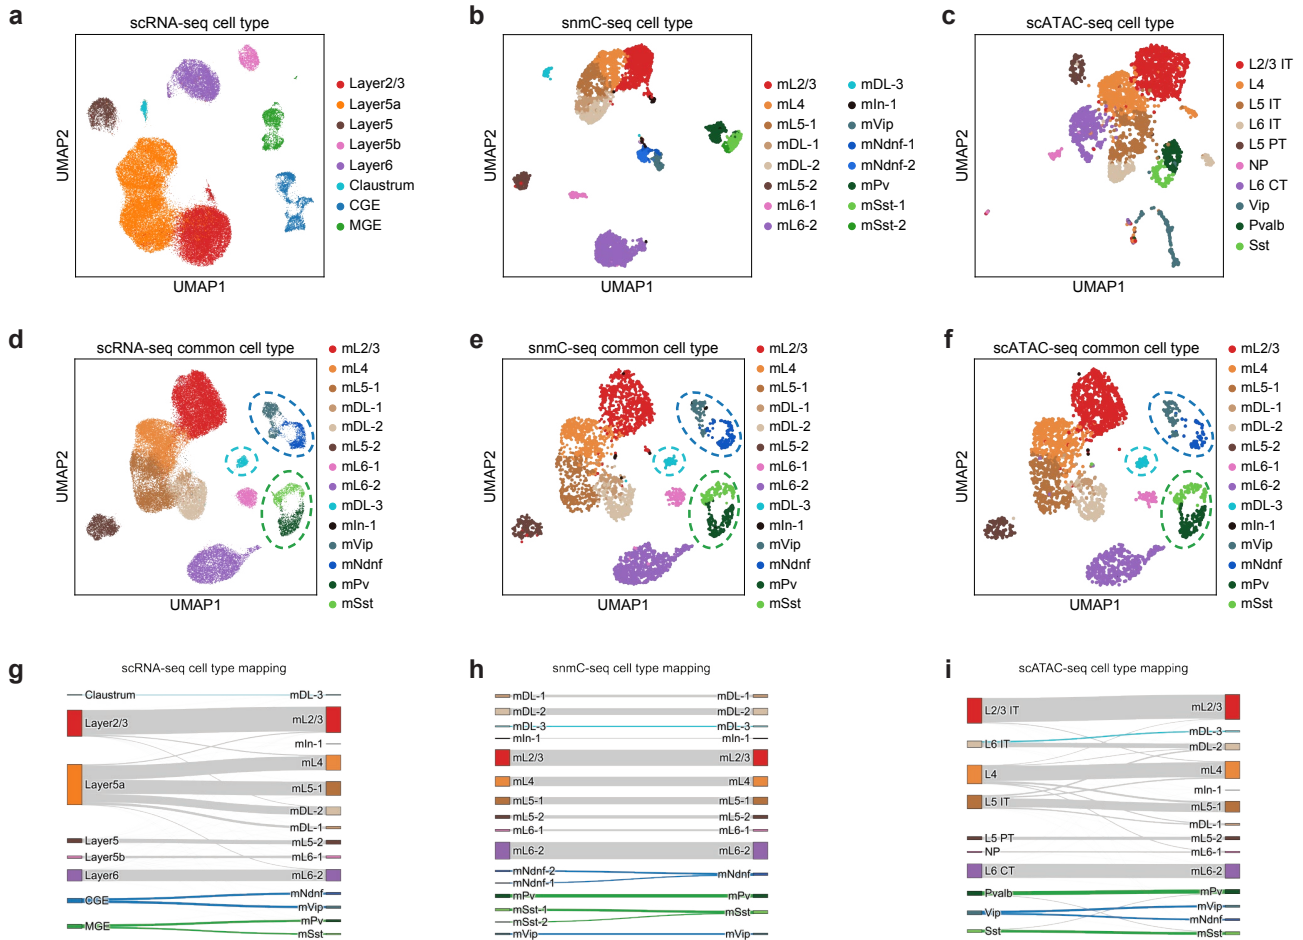 a
scRNA-seq cell type
UMAP2
UMAP1
Layer2/3
Layer5a
Layer5
Layer5b
Layer6
Claustrum
CGE
MGE
b
snmC-seq cell type
UMAP2
UMAP1
mL2/3
mL4
mL5-1
mDL-1
mDL-2
mL5-2
mL6-1
mL6-2
mDL-3
mIn-1
mVip
mNdnf-1
mNdnf-2
mPv
mSst-1
mSst-2
c
scATAC-seq cell type
UMAP2
UMAP1
L2/3 IT
L4
L5 IT
L6 IT
L5 PT
NP
L6 CT
Vip
Pvalb
Sst
d
scRNA-seq common cell type
UMAP2
UMAP1
mL2/3
mL4
mL5-1
mDL-1
mDL-2
mL5-2
mL6-1
mL6-2
mDL-3
mIn-1
mVip
mNdnf
mPv
mSst
e
snmC-seq common cell type
UMAP2
UMAP1
mL2/3
mL4
mL5-1
mDL-1
mDL-2
mL5-2
mL6-1
mL6-2
mDL-3
mIn-1
mVip
mNdnf
mPv
mSst
f
scATAC-seq common cell type
UMAP2
UMAP1
mL2/3
mL4
mL5-1
mDL-1
mDL-2
mL5-2
mL6-1
mL6-2
mDL-3
mIn-1
mVip
mNdnf
mPv
mSst
g
scRNA-seq cell type mapping
Claustrum
Layer2/3
Layer5a
Layer5
Layer5b
Layer6
CGE
MGE
mDL-3
mL2/3
mIn-1
mL4
mL5-1
mDL-2
mDL-1
mL5-2
mL6-1
mL6-2
mNdnf
mVip
mPv
mSst
h
snmC-seq cell type mapping
mDL-1
mDL-2
mDL-3
mIn-1
mL2/3
mL4
mL5-1
mL5-2
mL6-1
mL6-2
mNdnf-2
mNdnf-1
mPv
mSst-1
mSst-2
mVip
mDL-1
mDL-2
mDL-3
mIn-1
mL2/3
mL4
mL5-1
mL5-2
mL6-1
mL6-2
mNdnf
mPv
mSst
mVip
i
scATAC-seq cell type mapping
L2/3 IT
L6 IT
L4
L5 IT
L5 PT
NP
L6 CT
Pvalb
Vip
Sst
mL2/3
mDL-3
mDL-2
mL4
mIn-1
mL5-1
mDL-1
mL5-2
mL6-1
mL6-2
mPv
mVip
mNdnf
mSst